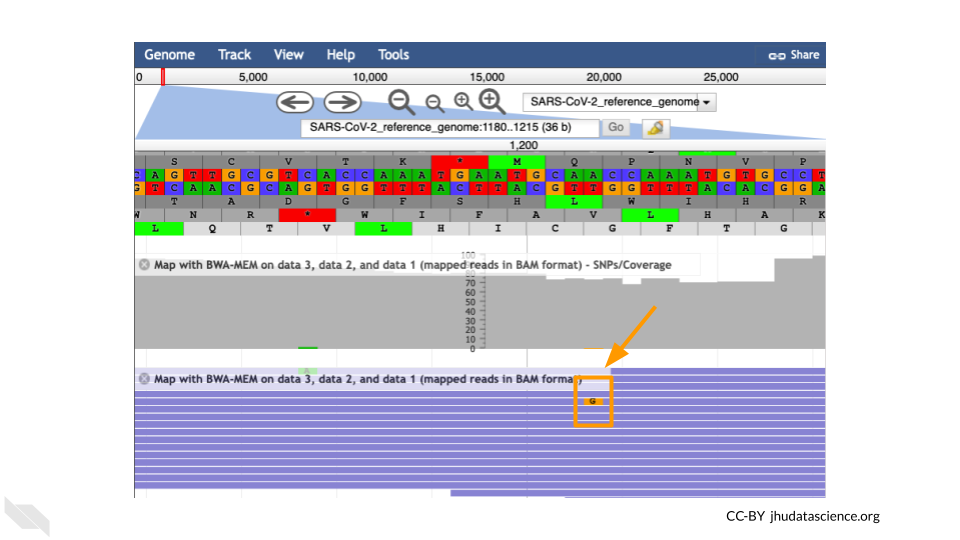 Genome Track View Help Tools Share
0 5,000 10,000 15,000 20,000 25,000
SARS-CoV-2_reference_genome
SARS-CoV-2_reference_genome:1180..1215 (36 b) Go
1,200
S C V T K * M Q P N V P
C A G T T G C G T C A C C A A A T G A A T G C A A C C A A A T G T G C C T
G T C A A C G C A G T G G T T T A C T T A C G T T G G T T T A C A C G G A
T A D G F S H L W I H R
W N R * W I F A V L H A K
L Q T V L H I C G F T G
100
Map with BWA-MEM on data 3, data 2, and data 1 (mapped reads in BAM format) - SNPs/Coverage
80
70
60
50
40
30
20
10
0
Map with BWA-MEM on data 3, data 2, and data 1 (mapped reads in BAM format)
G
CC-BY jhudatascience.org